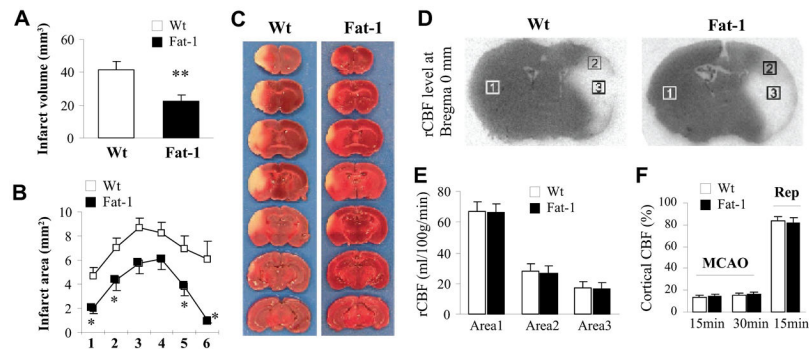 A
Wt
Fat-1
Infarct volume (mm³)
60
40
20
0
**
Wt
Fat-1
B
Wt
Fat-1
Infarct area (mm²)
10
8
6
4
2
0
*
*
*
*
1 2 3 4 5 6
C
Wt Fat-1
D
Wt Fat-1
rCBF level at
Bregma 0 mm
1
2
3
1
2
3
E
Wt
Fat-1
rCBF (ml/100g/min)
80
60
40
20
0
Area1 Area2 Area3
F
Wt
Fat-1
Rep
Cortical CBF (%)
100
80
60
40
20
0
MCAO
15min 30min 15min